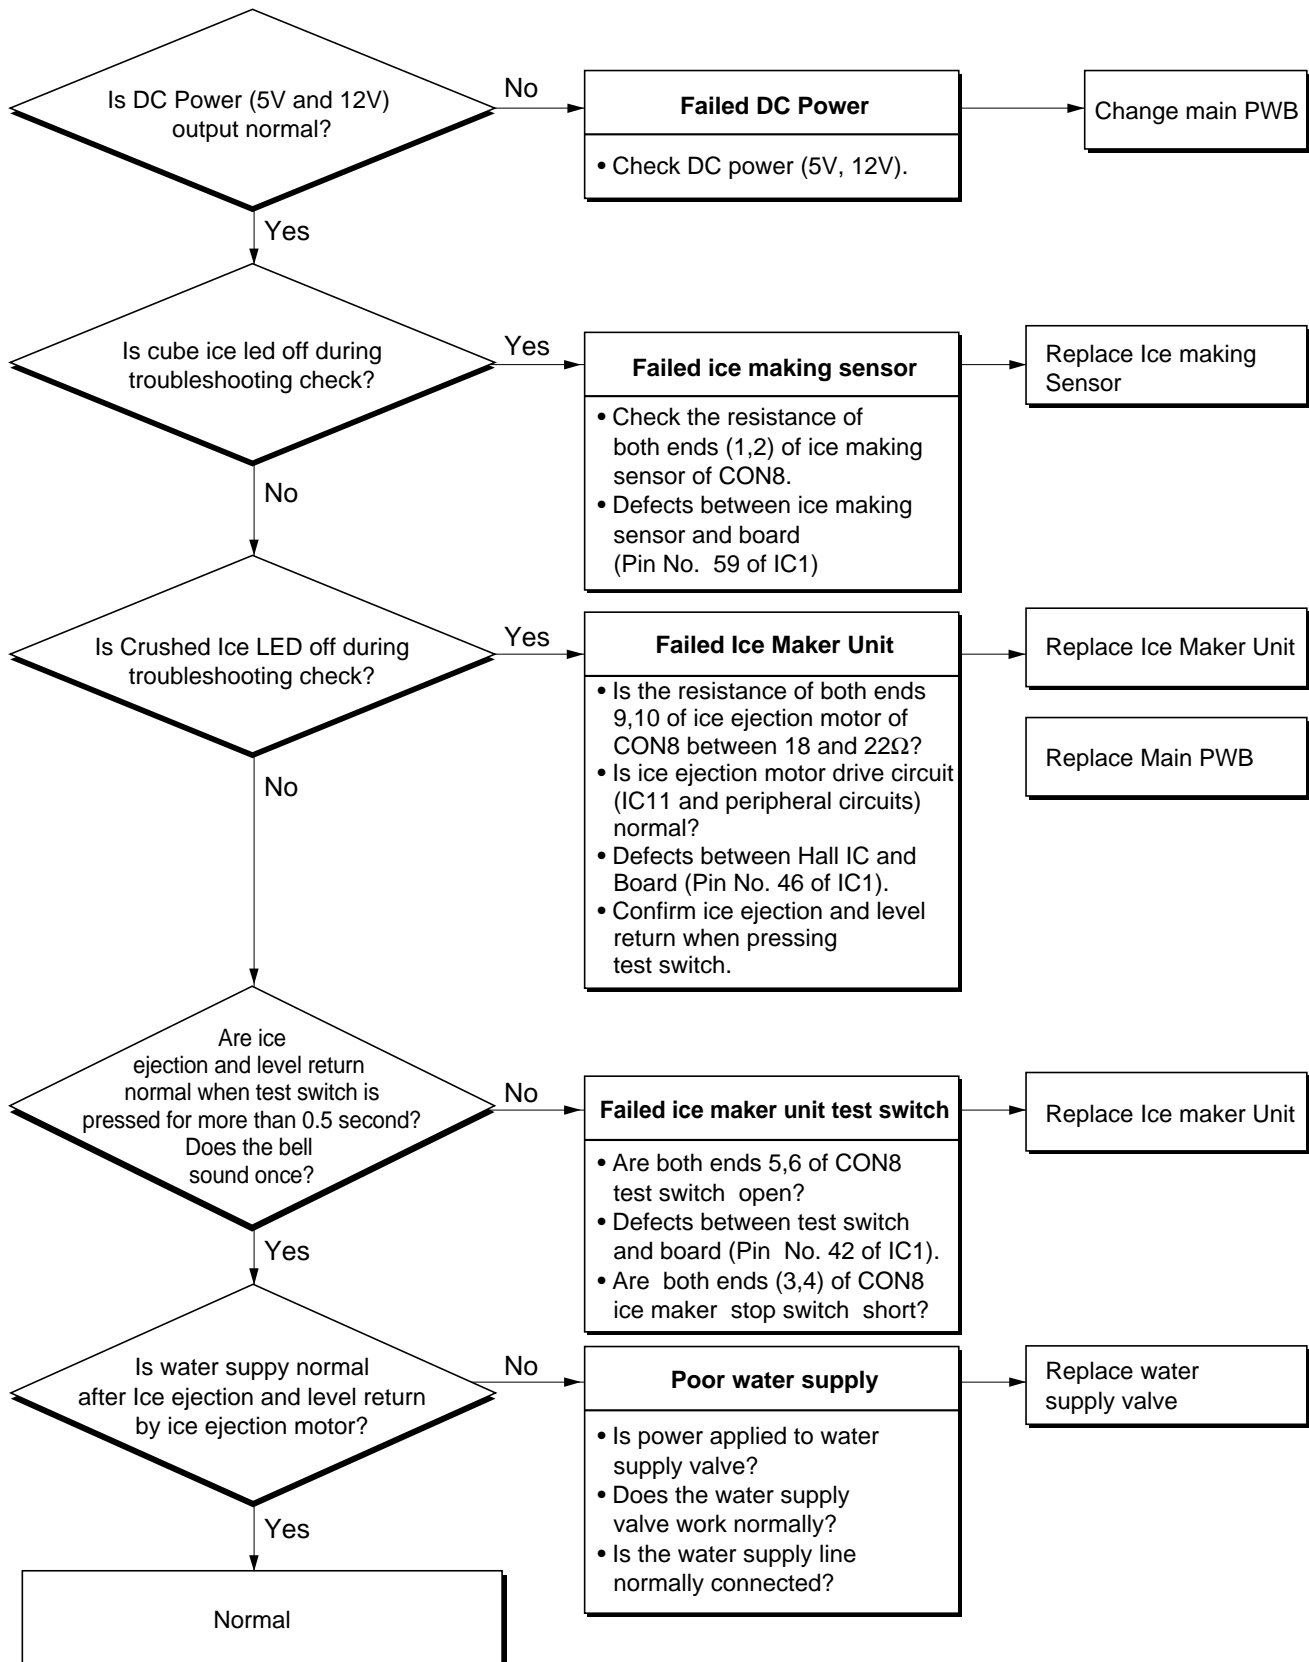 Is DC Power (5V and 12V)
output normal?
No
Failed DC Power
• Check DC power (5V, 12V).
Change main PWB
Yes
Is cube ice led off during
troubleshooting check?
Yes
Failed ice making sensor
• Check the resistance of
both ends (1,2) of ice making
sensor of CON8.
• Defects between ice making
sensor and board
(Pin No. 59 of IC1)
Replace Ice making
Sensor
No
Is Crushed Ice LED off during
troubleshooting check?
Yes
Failed Ice Maker Unit
• Is the resistance of both ends
9,10 of ice ejection motor of
CON8 between 18 and 22Ω?
• Is ice ejection motor drive circuit
(IC11 and peripheral circuits)
normal?
• Defects between Hall IC and
Board (Pin No. 46 of IC1).
• Confirm ice ejection and level
return when pressing
test switch.
Replace Ice Maker Unit
Replace Main PWB
No
Are ice
ejection and level return
normal when test switch is
pressed for more than 0.5 second?
Does the bell
sound once?
No
Failed ice maker unit test switch
• Are both ends 5,6 of CON8
test switch open?
• Defects between test switch
and board (Pin No. 42 of IC1).
• Are both ends (3,4) of CON8
ice maker stop switch short?
Replace Ice maker Unit
Yes
Is water suppy normal
after Ice ejection and level return
by ice ejection motor?
No
Poor water supply
• Is power applied to water
supply valve?
• Does the water supply
valve work normally?
• Is the water supply line
normally connected?
Replace water
supply valve
Yes
Normal